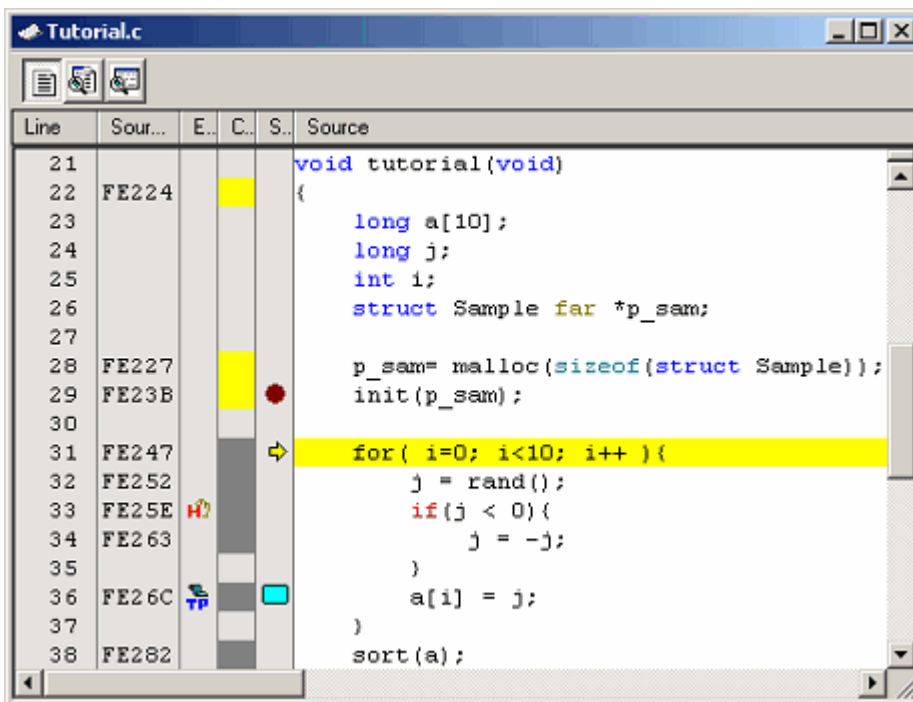 Tutorial.c
Line Sour... E.. C.. S.. Source
21 void tutorial(void)
22 FE224 {
23 long a[10];
24 long j;
25 int i;
26 struct Sample far *p_sam;
27
28 FE227 p_sam= malloc(sizeof(struct Sample));
29 FE23B init(p_sam);
30
31 FE247 for( i=0; i<10; i++ ){
32 FE252 j = rand();
33 FE25E H if(j < 0){
34 FE263 j = -j;
35 }
36 FE26C TP a[i] = j;
37 }
38 FE282 sort(a);